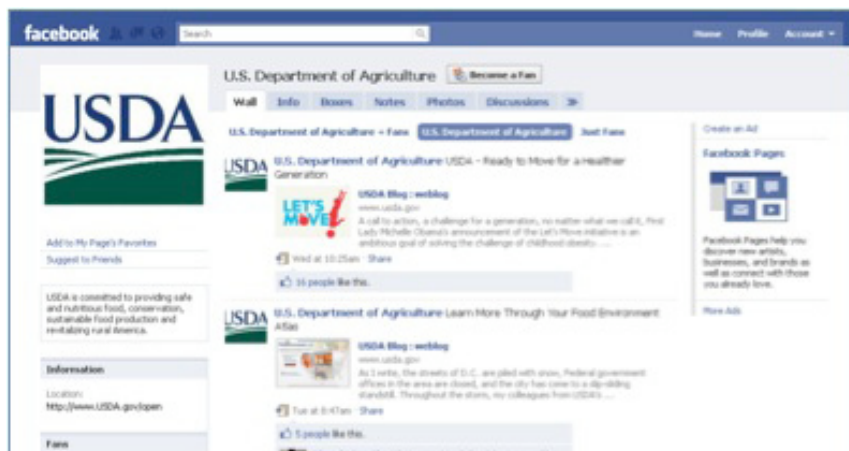 facebook
Search
Home Profile Account
USDA
U.S. Department of Agriculture Become a Fan
Wall Info Boxes Notes Photos Discussions
U.S. Department of Agriculture + Fans U.S. Department of Agriculture Just Fans
USDA
U.S. Department of Agriculture USDA - Ready to Move for a Healthier
Generation
LET'S
MOVE!
USDA Blog : weblog
www.usda.gov
A call to action, a challenge for a generation, no matter what we call it, First
Lady Michelle Obama's announcement of the Let's Move initiative is an
ambitious goal of solving the challenge of childhood obesity. ....
Wed at 10:25am · Share
16 people like this.
USDA
U.S. Department of Agriculture Learn More Through Your Food Environment
Atlas
USDA Blog : weblog
www.usda.gov
As I write, the streets of D.C. are piled with snow, Federal government
offices in the area are closed, and the city has come to a slip-sliding
standstill. Throughout the storm, my colleagues from USDA's ....
Tue at 8:47am · Share
5 people like this.
Add to My Page's Favorites
Suggest to Friends
USDA is committed to providing safe
and nutritious food, conservation,
sustainable food production and
revitalizing rural America.
Information
Location:
http://www.USDA.gov/open
Fans
Create an Ad
Facebook Pages
Facebook Pages help you
discover new artists,
businesses, and brands as
well as connect with those
you already love.
More Ads